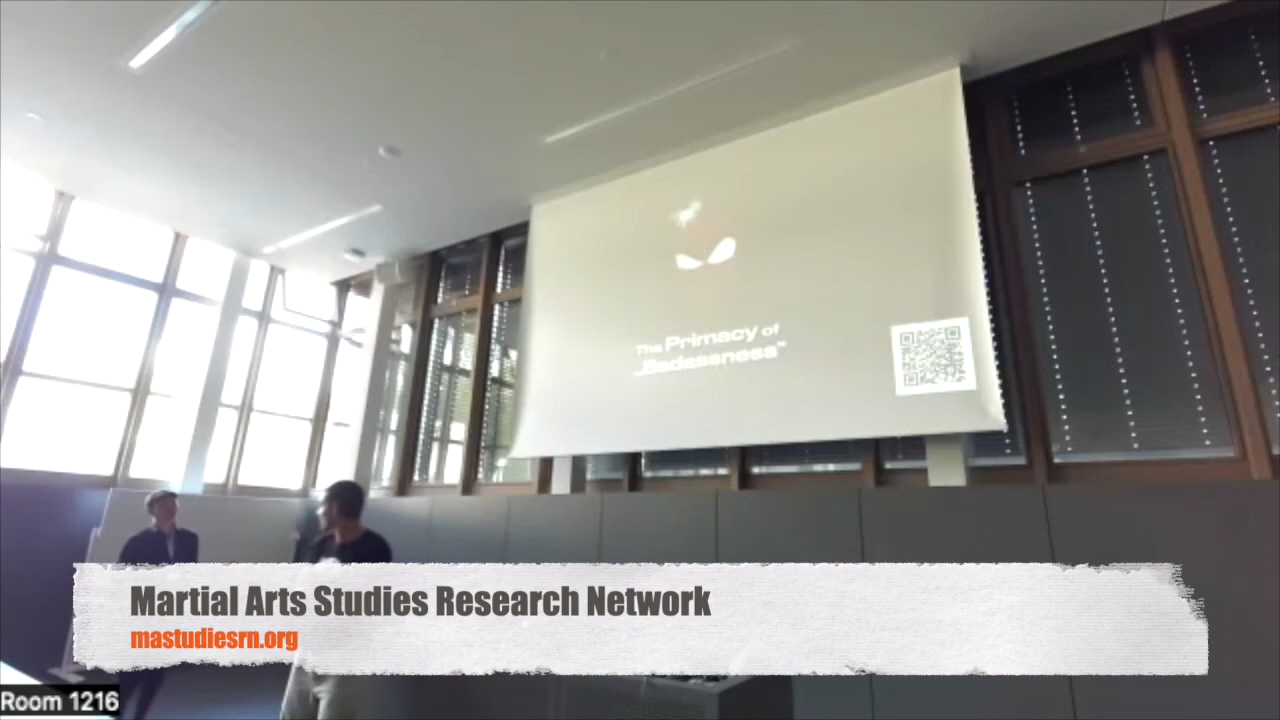 The Primacy of
„Badassness"
Martial Arts Studies Research Network
mastudiesrn.org
Room 1216